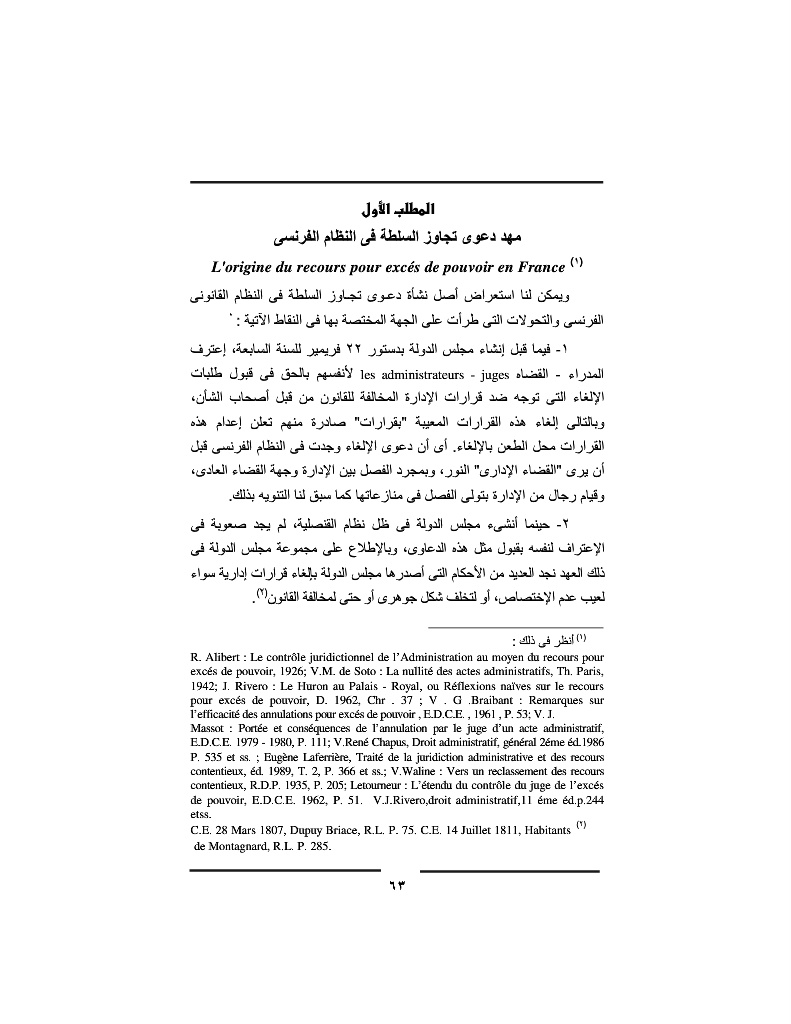 المطلب الأول
مهد دعوى تجاوز السلطة فى النظام الفرنسى
L'origine du recours pour excés de pouvoir en France (١)
ويمكن لنا استعراض أصل نشأة دعوى تجاوز السلطة فى النظام القانونى
الفرنسى والتحولات التى طرأت على الجهة المختصة بها فى النقاط الآتية : `
١- فيما قبل إنشاء مجلس الدولة بدستور ٢٢ فريمير للسنة السابعة، إعترف
المدراء - القضاه les administrateurs - juges لأنفسهم بالحق فى قبول طلبات
الإلغاء التى توجه ضد قرارات الإدارة المخالفة للقانون من قبل أصحاب الشأن،
وبالتالى إلغاء هذه القرارات المعيبة "بقرارات" صادرة منهم تعلن إعدام هذه
القرارات محل الطعن بالإلغاء. أى أن دعوى الإلغاء وجدت فى النظام الفرنسى قبل
أن يرى "القضاء الإدارى" النور، وبمجرد الفصل بين الإدارة وجهة القضاء العادى،
وقيام رجال من الإدارة بتولى الفصل فى منازعاتها كما سبق لنا التنويه بذلك.
٢- حينما أنشىء مجلس الدولة فى ظل نظام القنصلية، لم يجد صعوبة فى
الإعتراف لنفسه بقبول مثل هذه الدعاوى، وبالإطلاع على مجموعة مجلس الدولة فى
ذلك العهد نجد العديد من الأحكام التى أصدرها مجلس الدولة بإلغاء قرارات إدارية سواء
لعيب عدم الإختصاص، أو لتخلف شكل جوهرى أو حتى لمخالفة القانون(٢).
(١) أنظر فى ذلك :
R. Alibert : Le contrôle juridictionnel de l’Administration au moyen du recours pour
excés de pouvoir, 1926; V.M. de Soto : La nullité des actes administratifs, Th. Paris,
1942; J. Rivero : Le Huron au Palais - Royal, ou Réflexions naïves sur le recours
pour excés de pouvoir, D. 1962, Chr . 37 ; V . G .Braibant : Remarques sur
l’efficacité des annulations pour excés de pouvoir , E.D.C.E. , 1961 , P. 53; V. J.
Massot : Portée et conséquences de l’annulation par le juge d’un acte administratif,
E.D.C.E. 1979 - 1980, P. 111; V.René Chapus, Droit administratif, général 2éme éd.1986
P. 535 et ss. ; Eugène Laferrière, Traité de la juridiction administrative et des recours
contentieux, éd. 1989, T. 2, P. 366 et ss.; V.Waline : Vers un reclassement des recours
contentieux, R.D.P. 1935, P. 205; Letourneur : L’étendu du contrôle du juge de l’excés
de pouvoir, E.D.C.E. 1962, P. 51. V.J.Rivero,droit administratif,11 éme éd.p.244
etss.
C.E. 28 Mars 1807, Dupuy Briace, R.L. P. 75. C.E. 14 Juillet 1811, Habitants (٢)
de Montagnard, R.L. P. 285.
٦٣